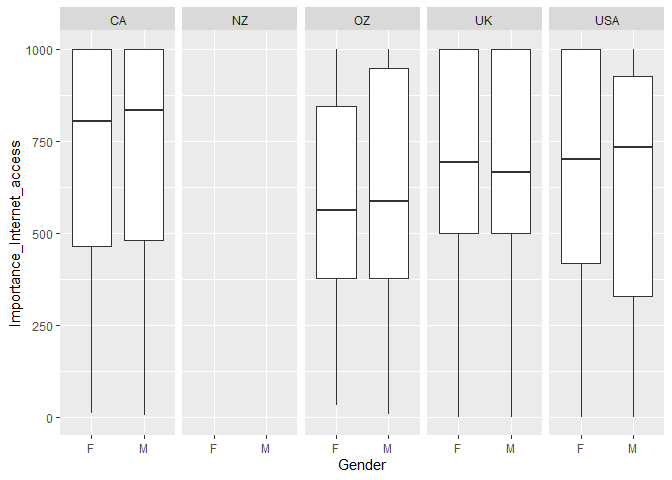 CA NZ OZ UK USA
1000
750
500
250
0
Importance_Internet_access
F M F M F M F M F M
Gender